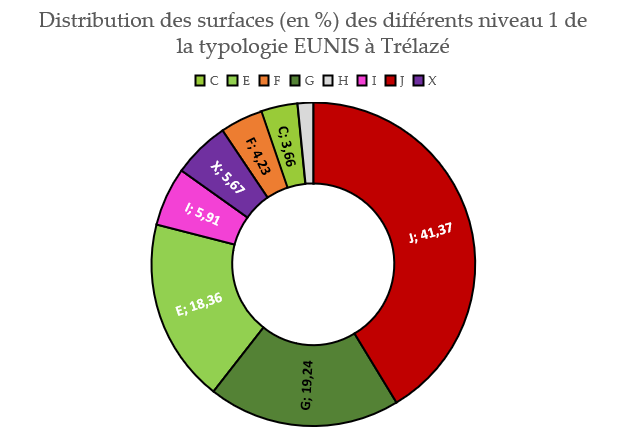 Distribution des surfaces (en %) des différents niveau 1 de
la typologie EUNIS à Trélazé
C E F G H I J X
C; 3,66
F; 4,23
X; 5,67
I; 5,91
J; 41,37
E; 18,36
G; 19,24